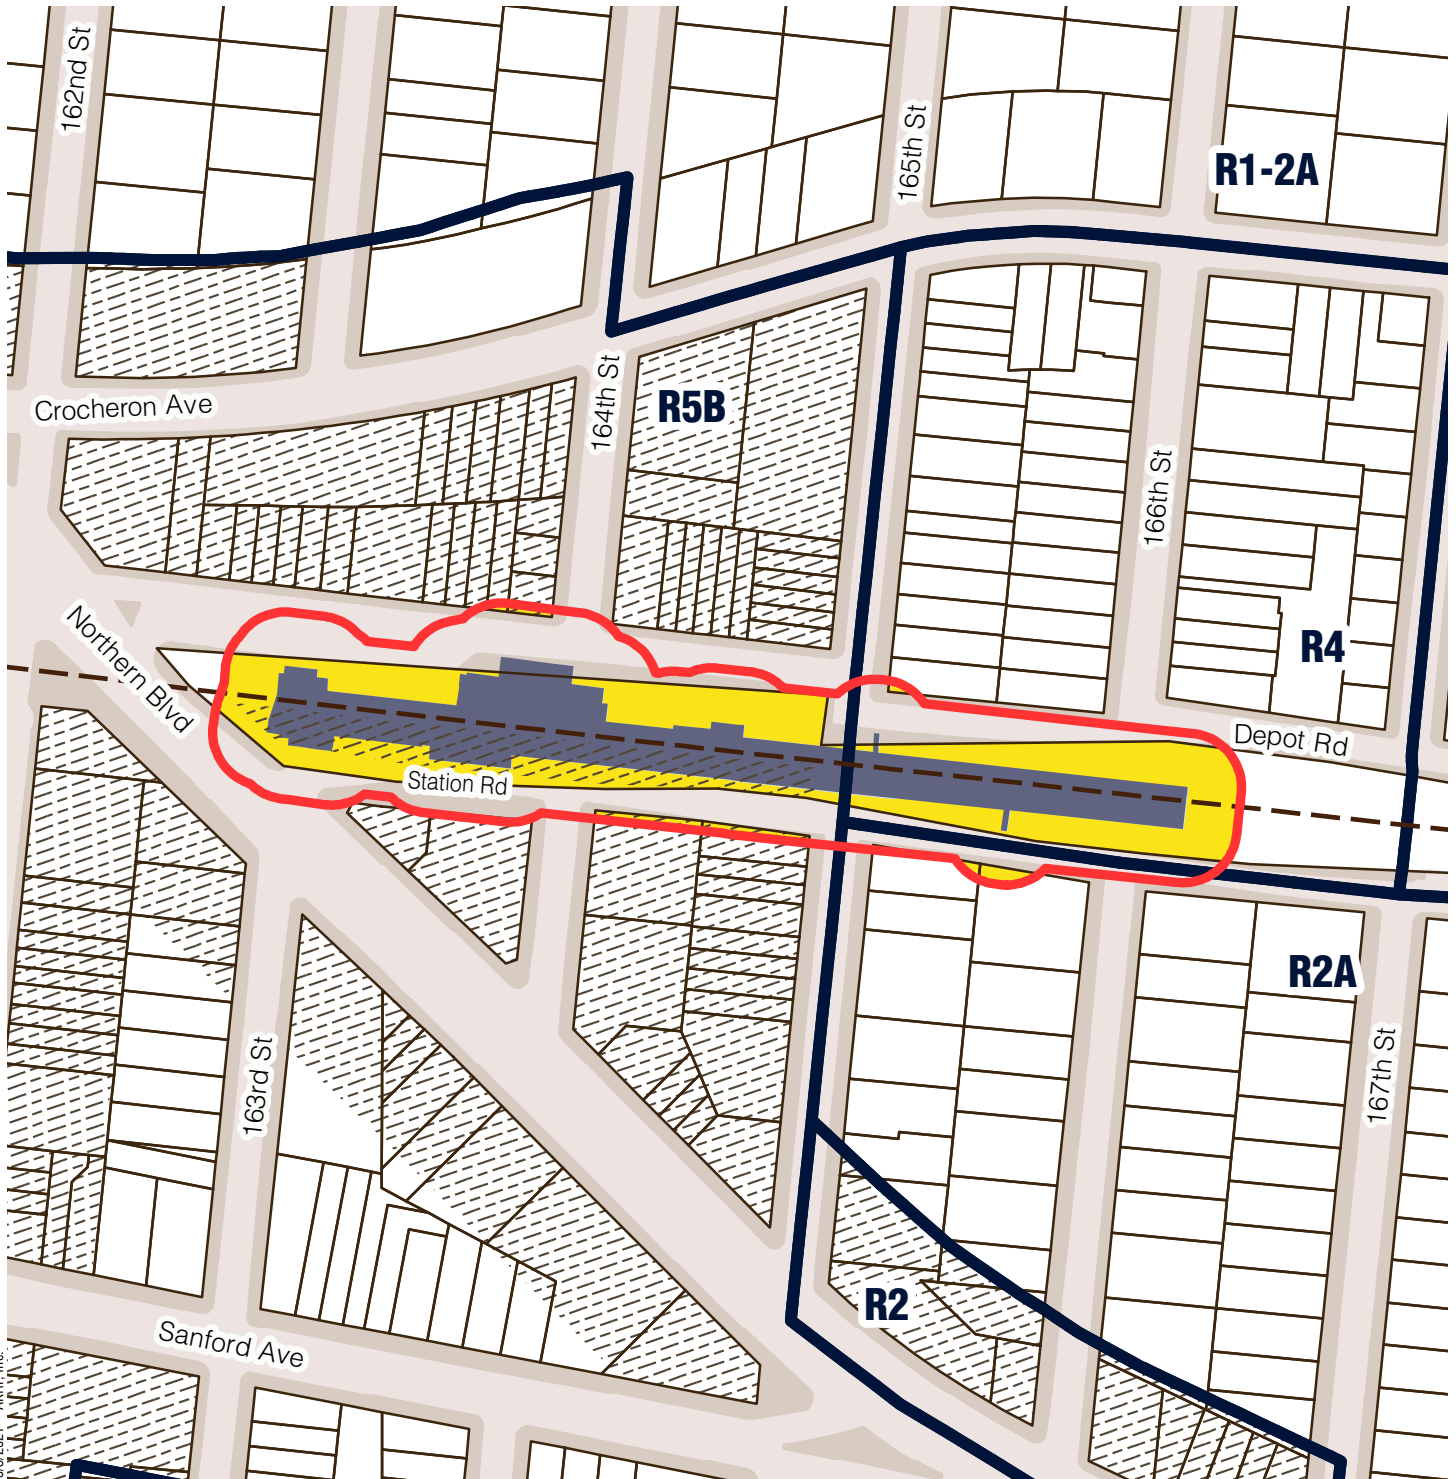 162nd St
165th St
R1-2A
164th St
Crocheron Ave
R5B
166th St
Northern Blvd
R4
Depot Rd
Station Rd
R2A
163rd St
167th St
R2
Sanford Ave